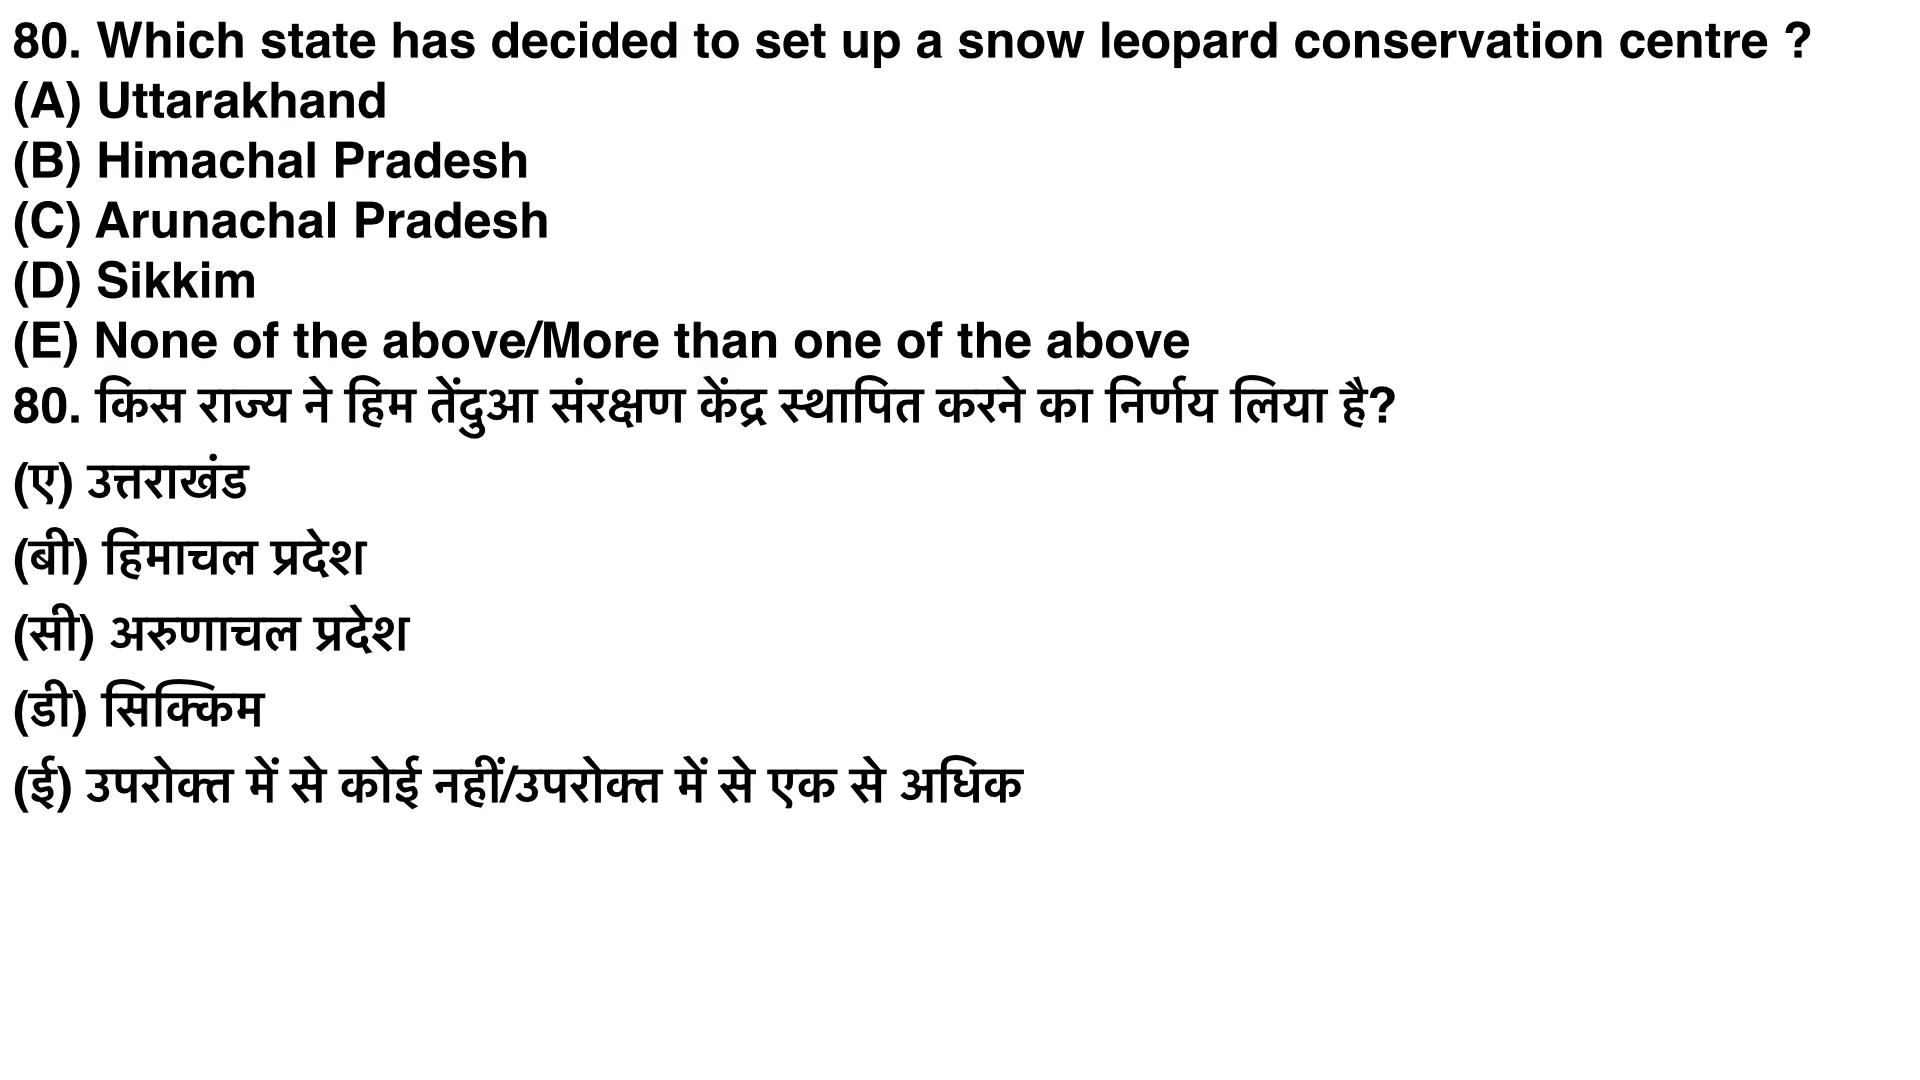 80. Which state has decided to set up a snow leopard conservation centre ?
(A) Uttarakhand
(B) Himachal Pradesh
(C) Arunachal Pradesh
(D) Sikkim
(E) None of the above/More than one of the above
80. किस राज्य ने हिम तेंदुआ संरक्षण केंद्र स्थापित करने का निर्णय लिया है?
(ए) उत्तराखंड
(बी) हिमाचल प्रदेश
(सी) अरुणाचल प्रदेश
(डी) सिक्किम
(ई) उपरोक्त में से कोई नहीं/उपरोक्त में से एक से अधिक